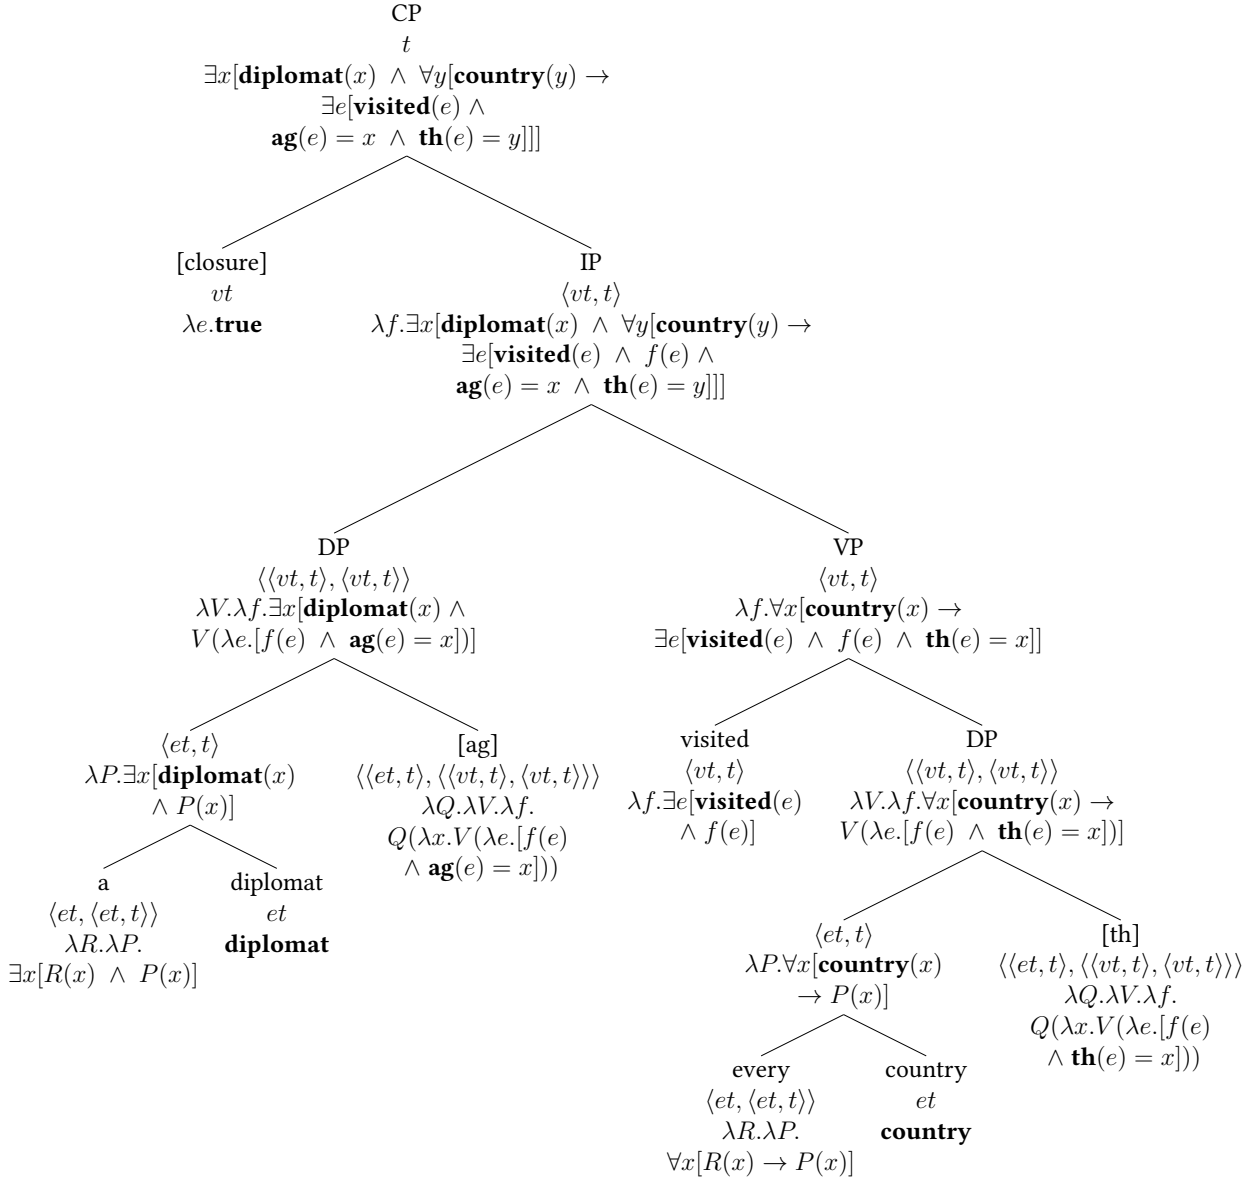 CP
t
∃x[diplomat(x) ∧ ∀y[country(y) →
∃e[visited(e) ∧
ag(e) = x ∧ th(e) = y]]]
[closure]
vt
λe.true
IP
⟨vt, t⟩
λf.∃x[diplomat(x) ∧ ∀y[country(y) →
∃e[visited(e) ∧ f(e) ∧
ag(e) = x ∧ th(e) = y]]]
DP
⟨⟨vt, t⟩, ⟨vt, t⟩⟩
λV.λf.∃x[diplomat(x) ∧
V(λe.[f(e) ∧ ag(e) = x])]
VP
⟨vt, t⟩
λf.∀x[country(x) →
∃e[visited(e) ∧ f(e) ∧ th(e) = x]]
⟨et, t⟩
λP.∃x[diplomat(x)
∧ P(x)]
[ag]
⟨⟨et, t⟩, ⟨⟨vt, t⟩, ⟨vt, t⟩⟩⟩
λQ.λV.λf.
Q(λx.V(λe.[f(e)
∧ ag(e) = x]))
visited
⟨vt, t⟩
λf.∃e[visited(e)
∧ f(e)]
DP
⟨⟨vt, t⟩, ⟨vt, t⟩⟩
λV.λf.∀x[country(x) →
V(λe.[f(e) ∧ th(e) = x])]
a
⟨et, ⟨et, t⟩⟩
λR.λP.
∃x[R(x) ∧ P(x)]
diplomat
et
diplomat
⟨et, t⟩
λP.∀x[country(x)
→ P(x)]
[th]
⟨⟨et, t⟩, ⟨⟨vt, t⟩, ⟨vt, t⟩⟩⟩
λQ.λV.λf.
Q(λx.V(λe.[f(e)
∧ th(e) = x]))
every
⟨et, ⟨et, t⟩⟩
λR.λP.
∀x[R(x) → P(x)]
country
et
country